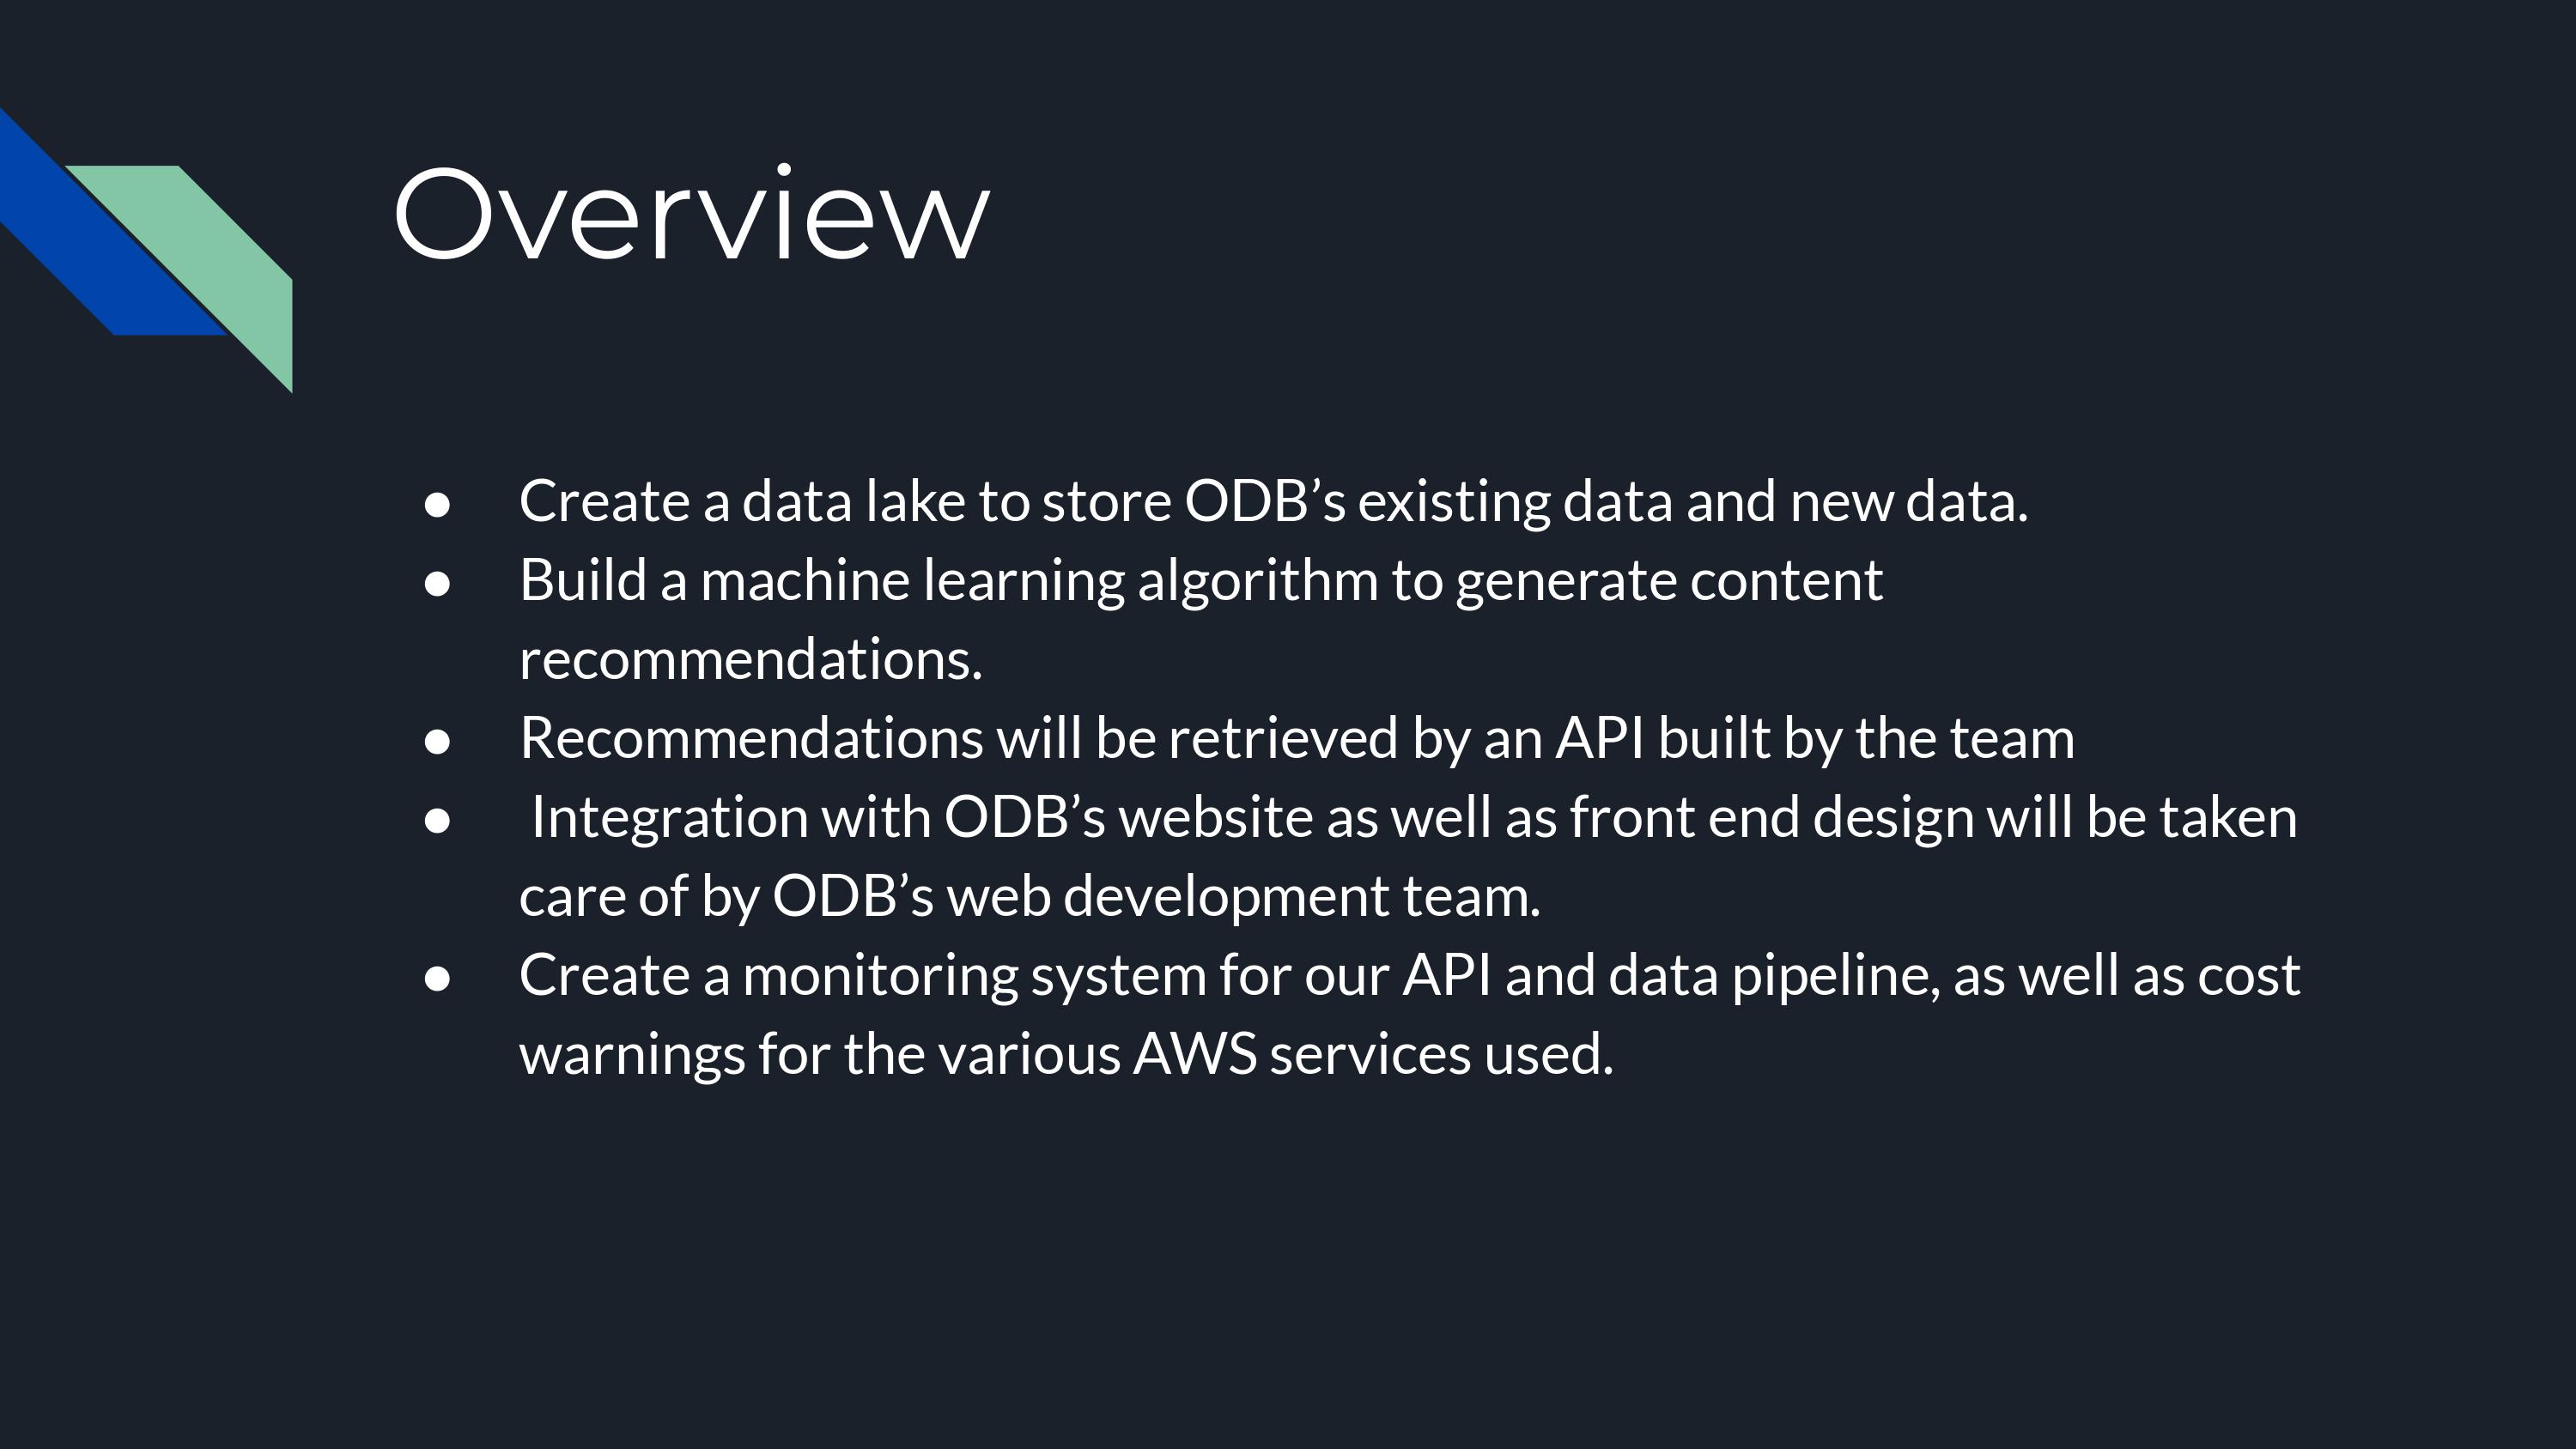 Overview
● Create a data lake to store ODB’s existing data and new data.
● Build a machine learning algorithm to generate content
recommendations.
● Recommendations will be retrieved by an API built by the team
● Integration with ODB’s website as well as front end design will be taken
care of by ODB’s web development team.
● Create a monitoring system for our API and data pipeline, as well as cost
warnings for the various AWS services used.